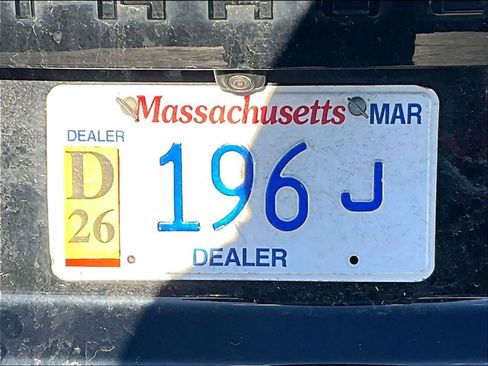 Massachusetts MAR
DEALER
D
26
196 J
DEALER